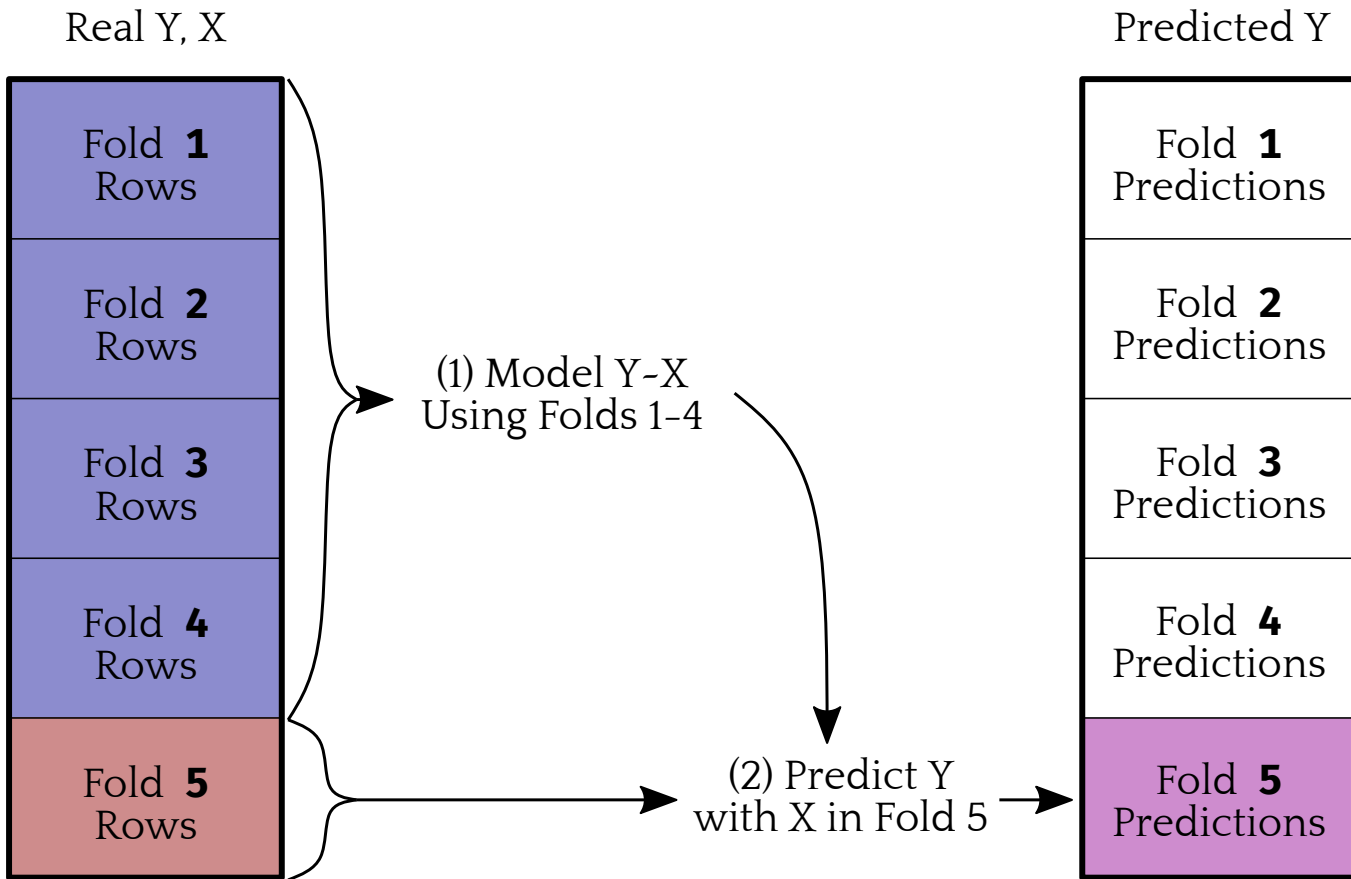 Real Y, X
Fold 1
Rows
Fold 2
Rows
Fold 3
Rows
Fold 4
Rows
Fold 5
Rows
(1) Model Y~X
Using Folds 1-4
(2) Predict Y
with X in Fold 5
Predicted Y
Fold 1
Predictions
Fold 2
Predictions
Fold 3
Predictions
Fold 4
Predictions
Fold 5
Predictions